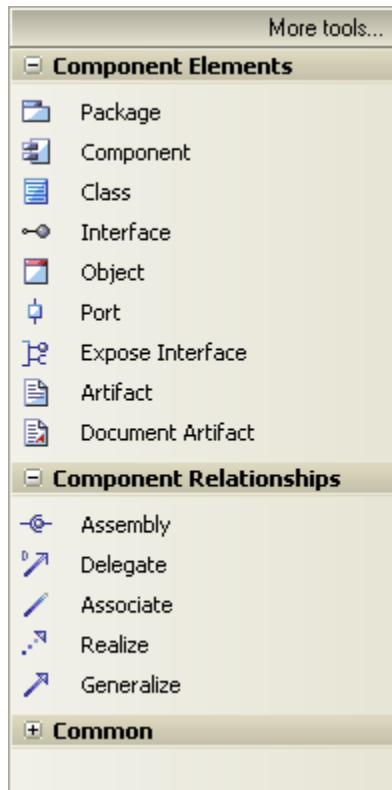 More tools...
Component Elements
Package
Component
Class
Interface
Object
Port
Expose Interface
Artifact
Document Artifact
Component Relationships
Assembly
Delegate
Associate
Realize
Generalize
Common